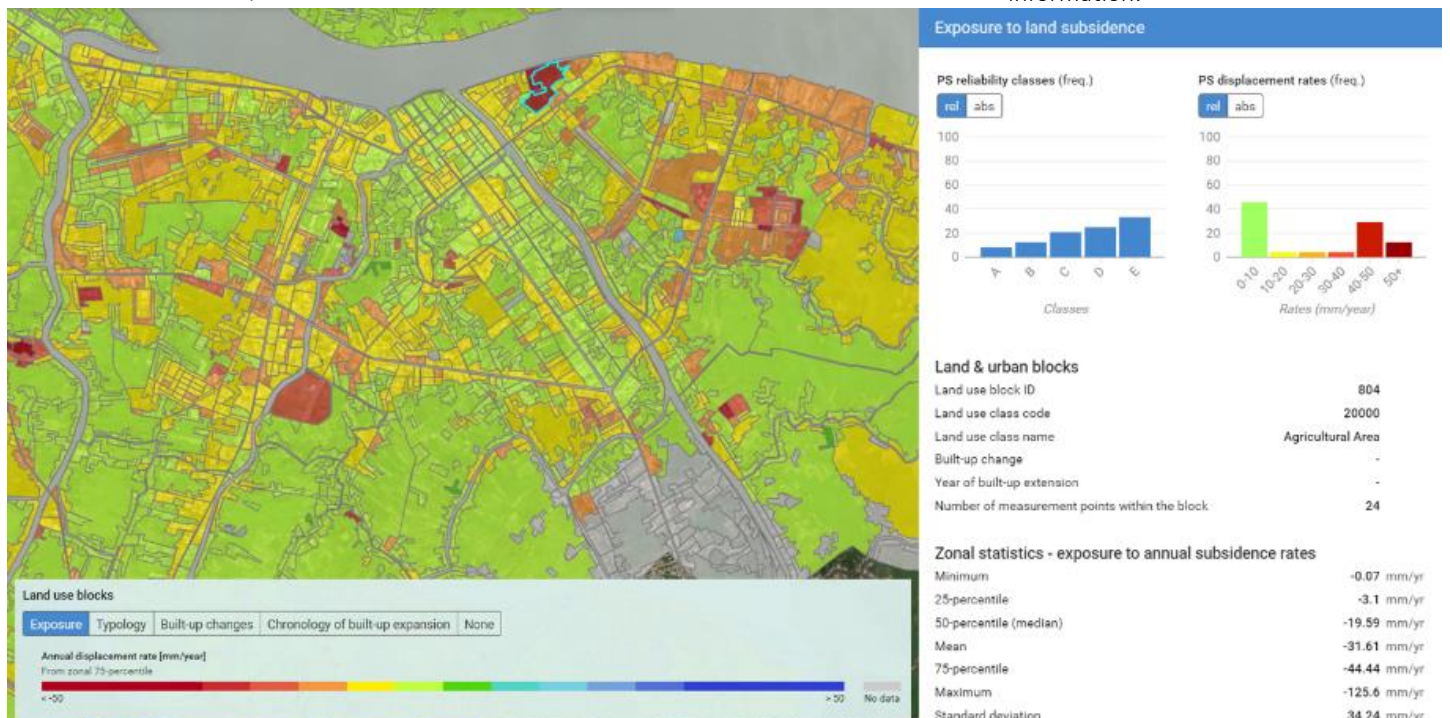 information.
Exposure to land subsidence
PS reliability classes (freq.)
rel abs
100
80
60
40
20
0
A B C D E
Classes
PS displacement rates (freq.)
rel abs
100
80
60
40
20
0
0-10 10-20 20-30 30-40 40-50 50+
Rates (mm/year)
Land & urban blocks
Land use block ID 804
Land use class code 20000
Land use class name Agricultural Area
Built-up change -
Year of built-up extension -
Number of measurement points within the block 24
Zonal statistics - exposure to annual subsidence rates
Minimum -0.07 mm/yr
25-percentile -3.1 mm/yr
50-percentile (median) -19.59 mm/yr
Mean -31.61 mm/yr
75-percentile -44.44 mm/yr
Maximum -125.6 mm/yr
Standard deviation 34.24 mm/yr
Land use blocks
Exposure Typology Built-up changes Chronology of built-up expansion None
Annual displacement rate [mm/year]
From zonal 75-percentile
< -50 > 50 No data